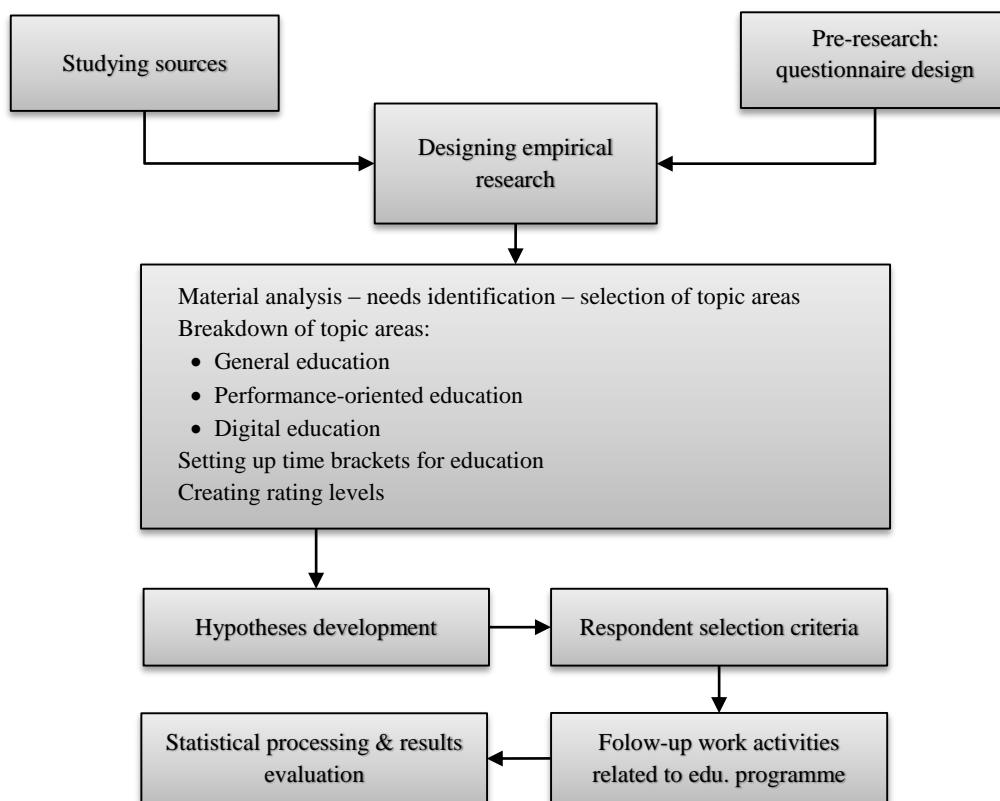 Studying sources
Pre-research:
questionnaire design
Designing empirical
research
Material analysis – needs identification – selection of topic areas
Breakdown of topic areas:
• General education
• Performance-oriented education
• Digital education
Setting up time brackets for education
Creating rating levels
Hypotheses development
Respondent selection criteria
Statistical processing & results
evaluation
Folow-up work activities
related to edu. programme